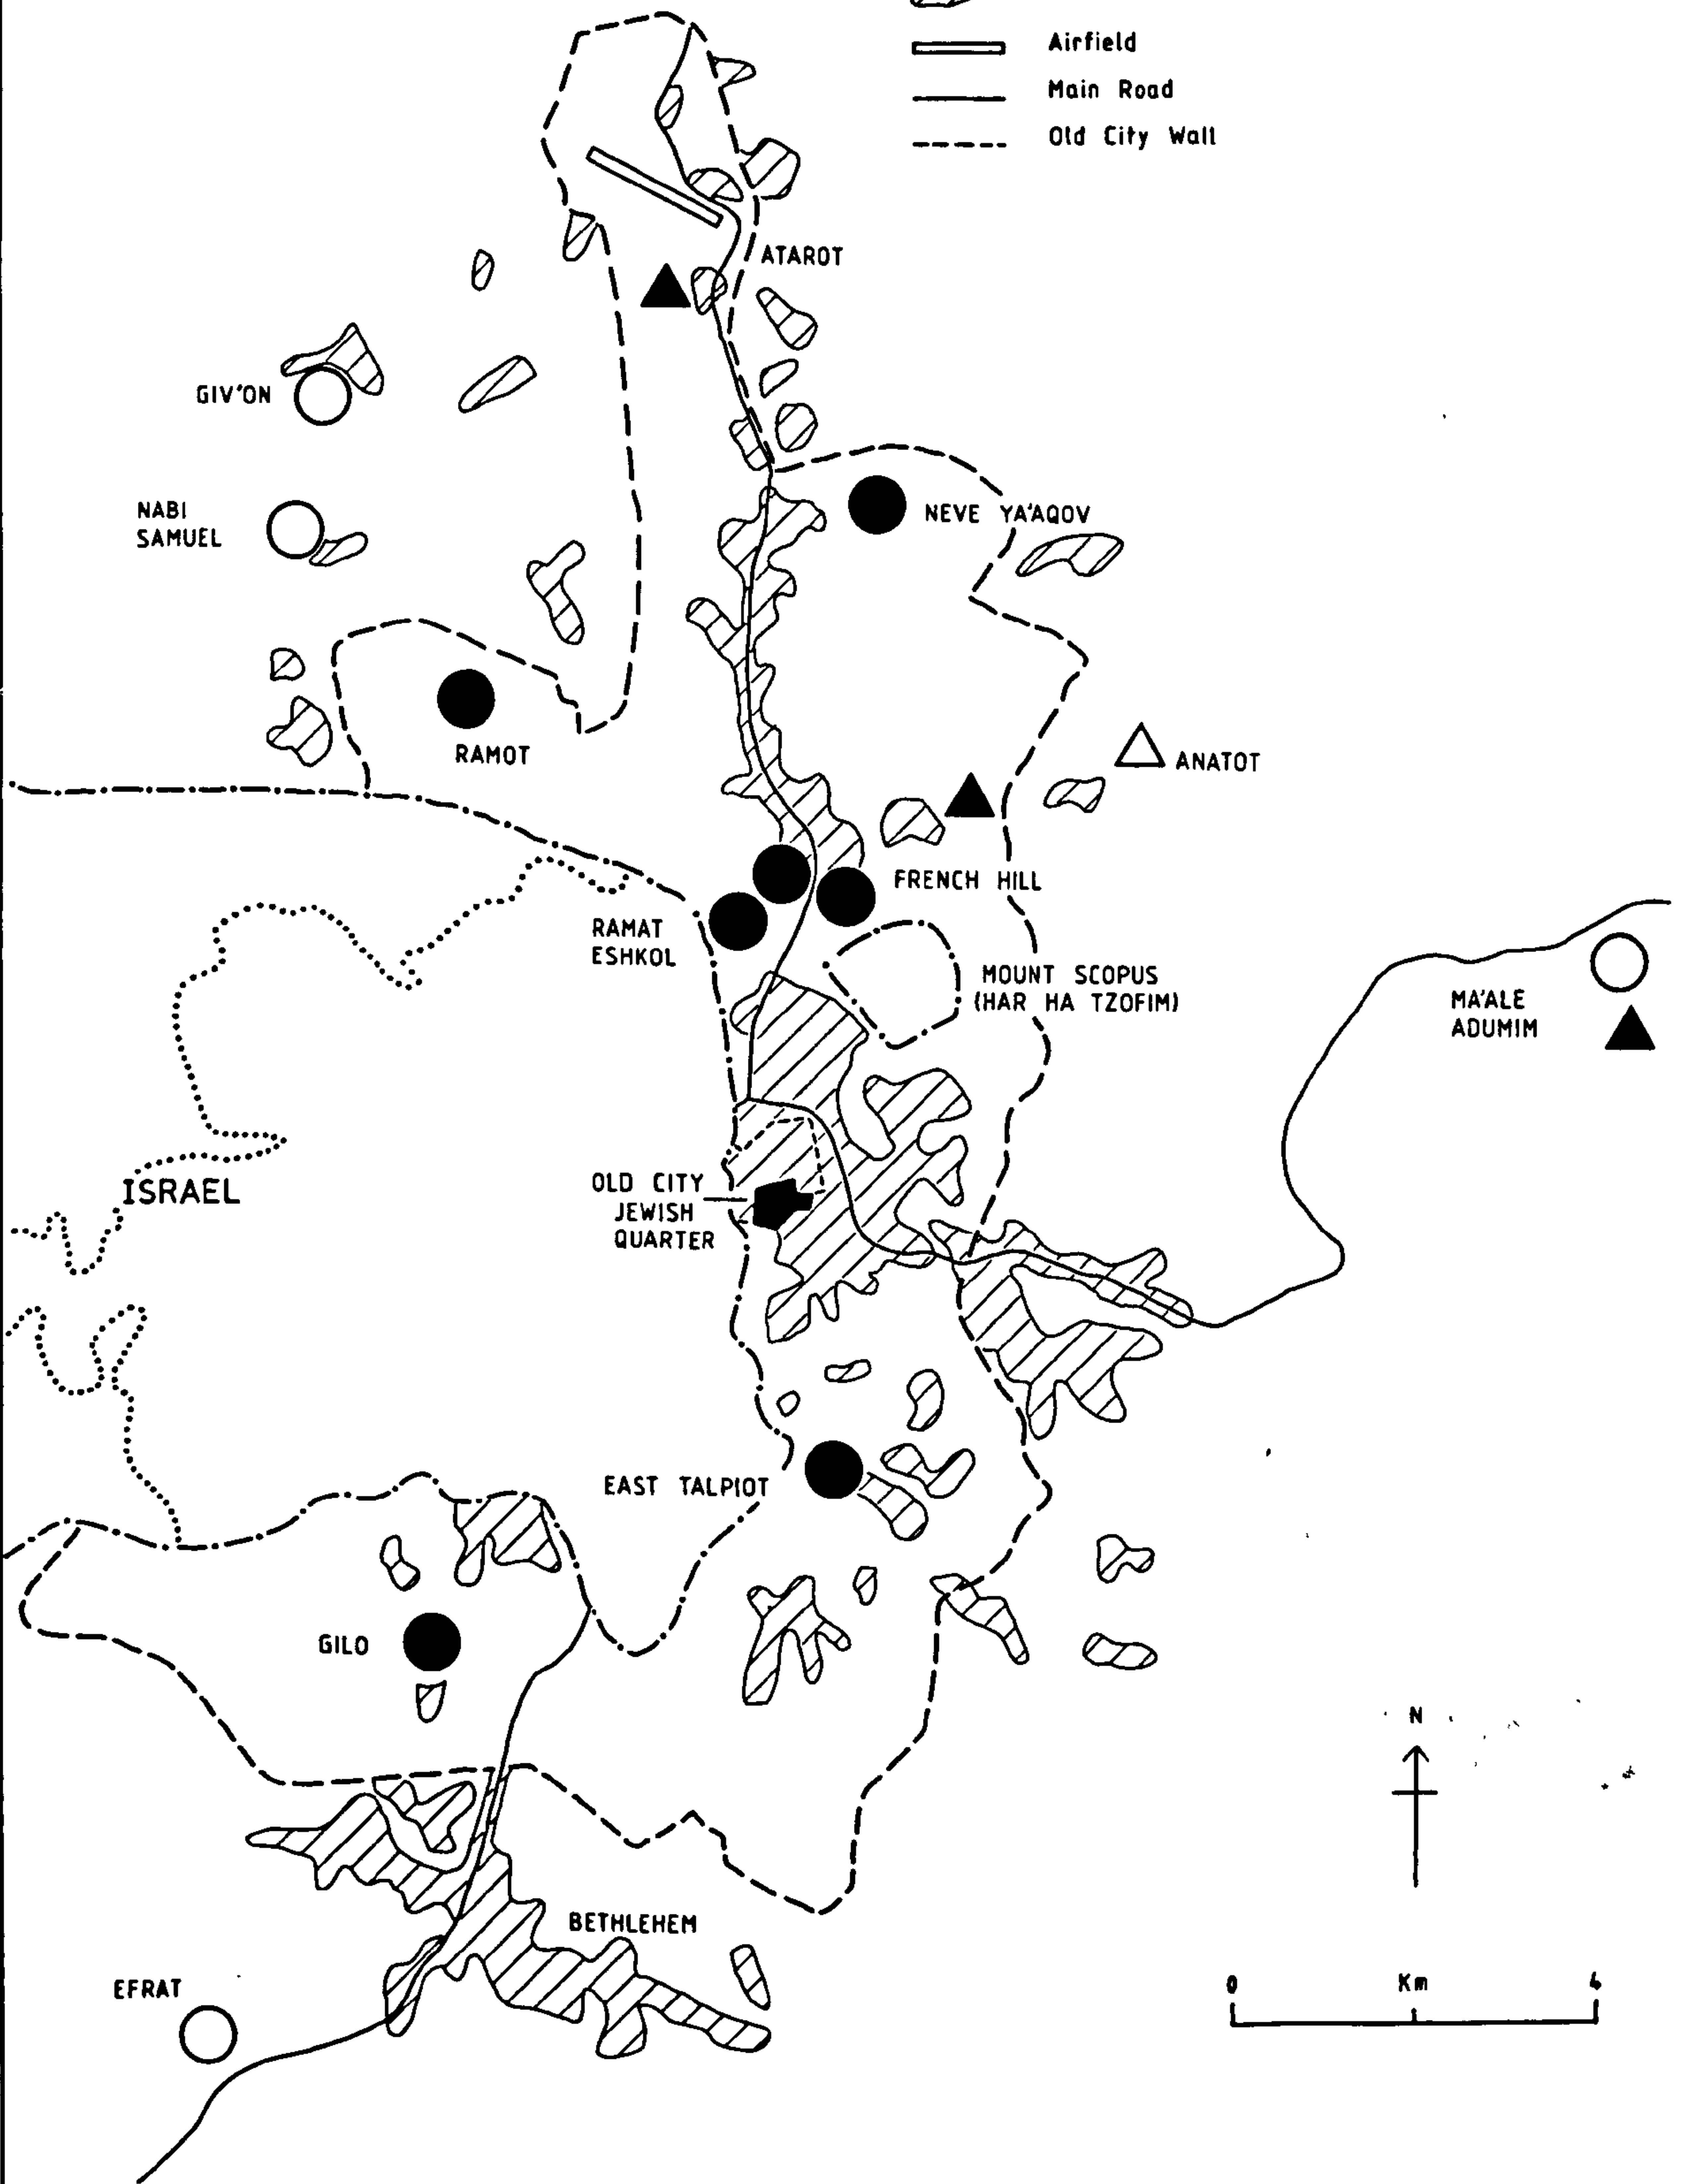 Airfield
Main Road
Old City Wall
ATAROT
GIV'ON
NABI
SAMUEL
NEVE YA'AQOV
RAMOT
ANATOT
FRENCH HILL
RAMAT
ESHKOL
MOUNT SCOPUS
(HAR HA TZOFIM)
MA'ALE
ADUMIM
ISRAEL
OLD CITY
JEWISH
QUARTER
EAST TALPIOT
GILO
N
BETHLEHEM
EFRAT
0 Km 4